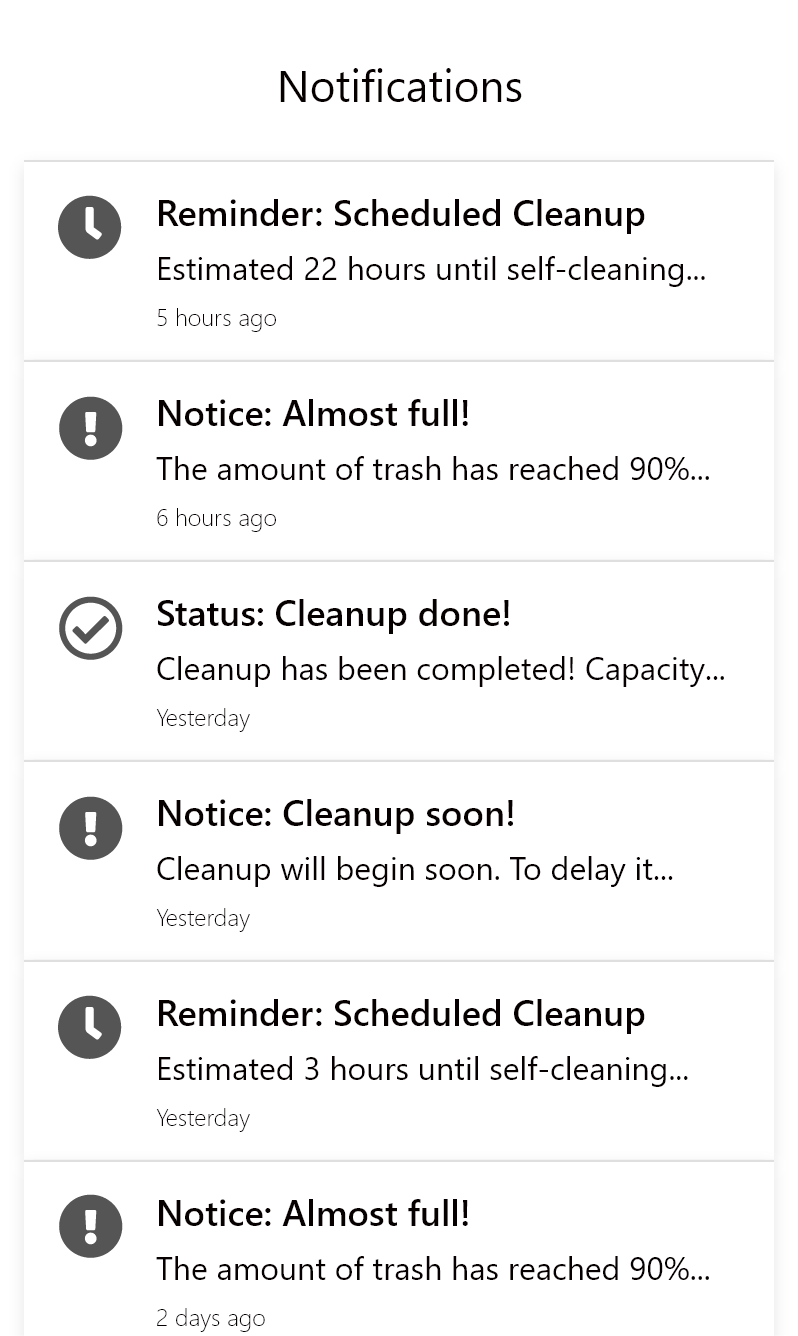 Notifications
Reminder: Scheduled Cleanup
Estimated 22 hours until self-cleaning...
5 hours ago
Notice: Almost full!
The amount of trash has reached 90%...
6 hours ago
Status: Cleanup done!
Cleanup has been completed! Capacity...
Yesterday
Notice: Cleanup soon!
Cleanup will begin soon. To delay it...
Yesterday
Reminder: Scheduled Cleanup
Estimated 3 hours until self-cleaning...
Yesterday
Notice: Almost full!
The amount of trash has reached 90%...
2 days ago